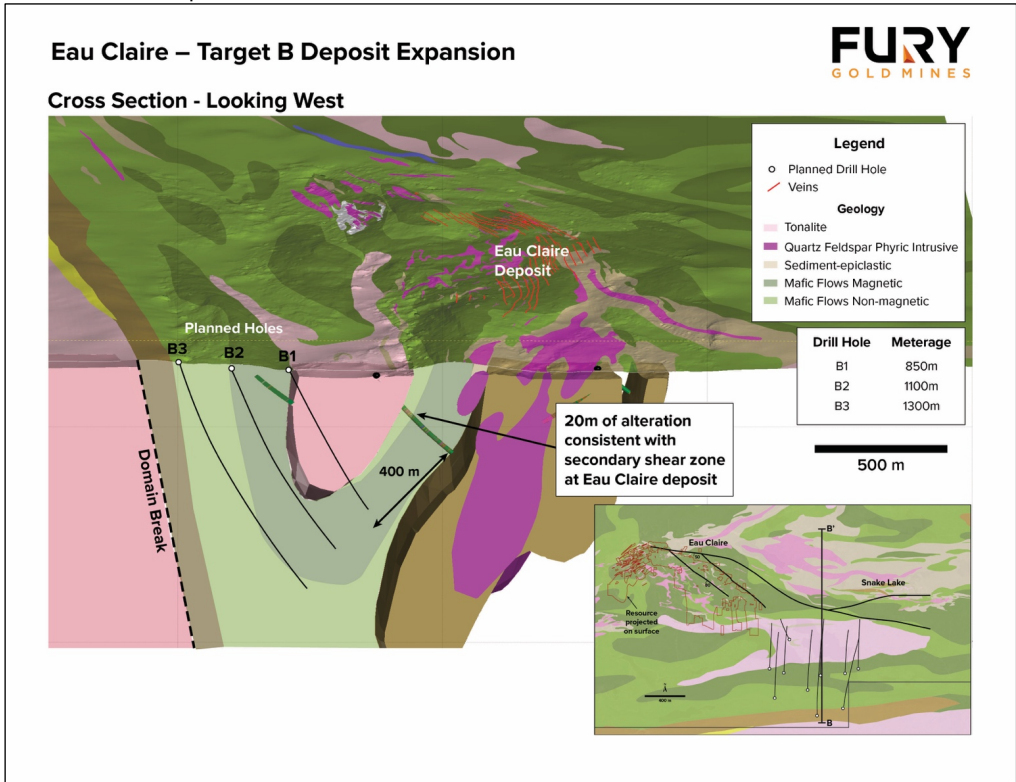 Eau Claire – Target B Deposit Expansion
FURY
GOLD MINES
Cross Section - Looking West
Legend
Planned Drill Hole
Veins
Geology
Tonalite
Quartz Feldspar Phyric Intrusive
Sediment-epiclastic
Mafic Flows Magnetic
Mafic Flows Non-magnetic
Eau Claire
Deposit
Planned Holes
B3
B2
B1
Drill Hole Meterage
B1 850m
B2 1100m
B3 1300m
500 m
20m of alteration
consistent with
secondary shear zone
at Eau Claire deposit
400 m
Domain Break
B'
Eau Claire
Snake Lake
Resource
projected
on surface
400 m
B